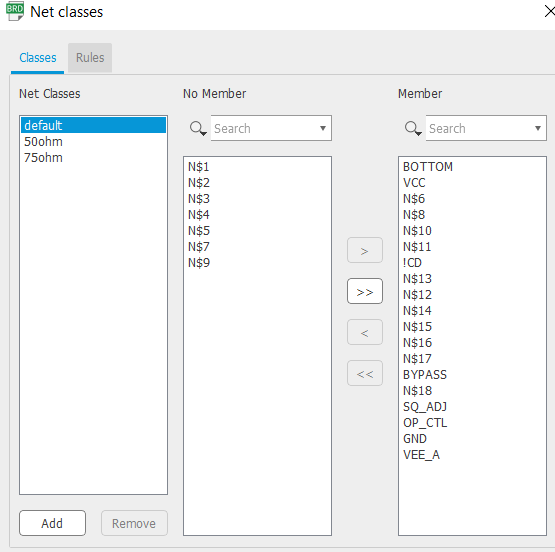 BRD Net classes
Classes Rules
Net Classes
No Member
Member
default
50ohm
75ohm
Search
N$1
N$2
N$3
N$4
N$5
N$7
N$9
>
>>
<
<<
Search
BOTTOM
VCC
N$6
N$8
N$10
N$11
!CD
N$13
N$12
N$14
N$15
N$16
N$17
BYPASS
N$18
SQ_ADJ
OP_CTL
GND
VEE_A
Add Remove